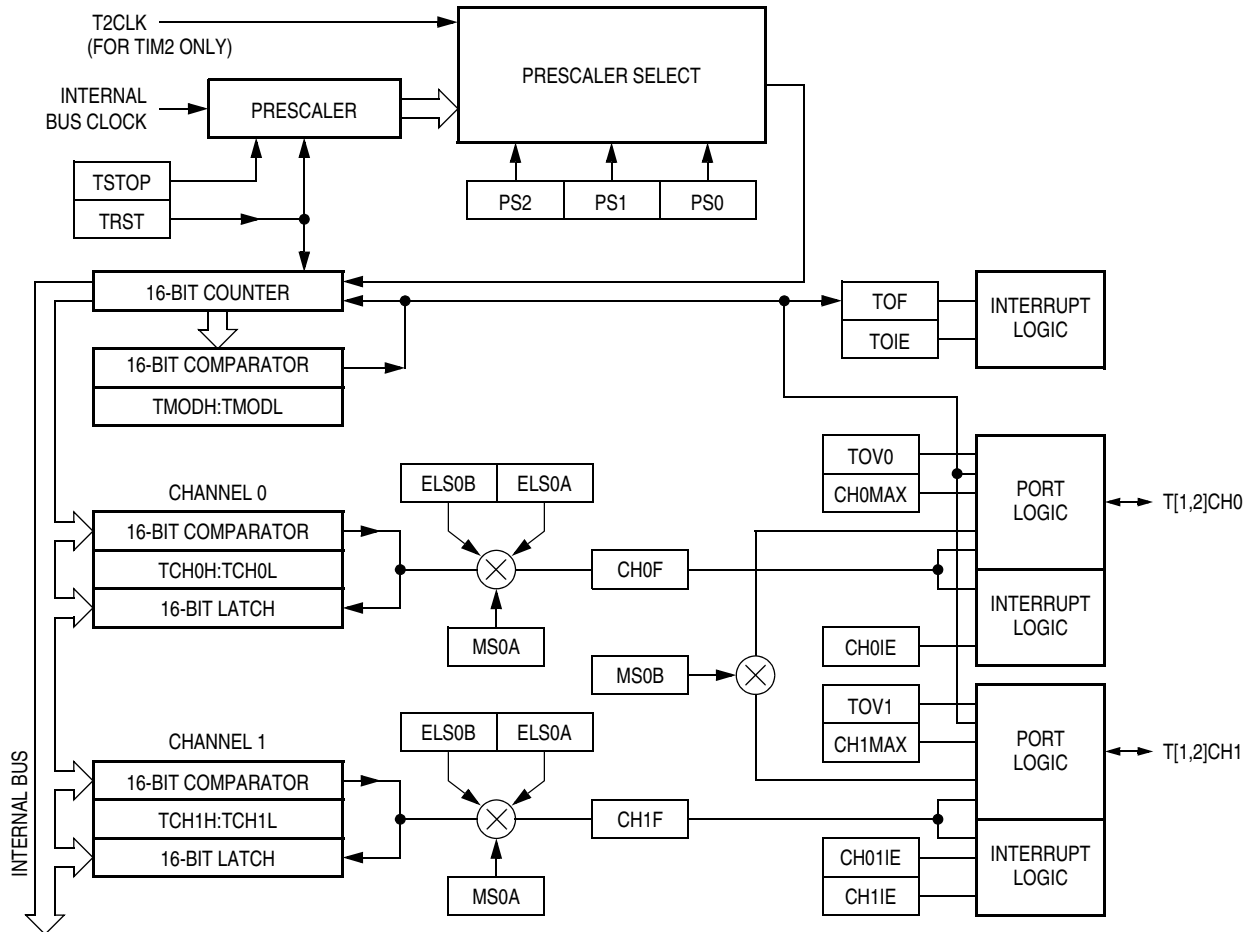 T2CLK
(FOR TIM2 ONLY)
PRESCALER SELECT
INTERNAL
BUS CLOCK
PRESCALER
TSTOP
TRST
PS2
PS1
PS0
16-BIT COUNTER
TOF
TOIE
INTERRUPT
LOGIC
16-BIT COMPARATOR
TMODH:TMODL
CHANNEL 0
ELS0B
ELS0A
TOV0
CH0MAX
PORT
LOGIC
T[1,2]CH0
16-BIT COMPARATOR
TCH0H:TCH0L
16-BIT LATCH
CH0F
MS0A
INTERRUPT
LOGIC
CH0IE
MS0B
CHANNEL 1
ELS0B
ELS0A
TOV1
CH1MAX
PORT
LOGIC
T[1,2]CH1
16-BIT COMPARATOR
TCH1H:TCH1L
16-BIT LATCH
CH1F
MS0A
CH01IE
CH1IE
INTERRUPT
LOGIC
INTERNAL BUS